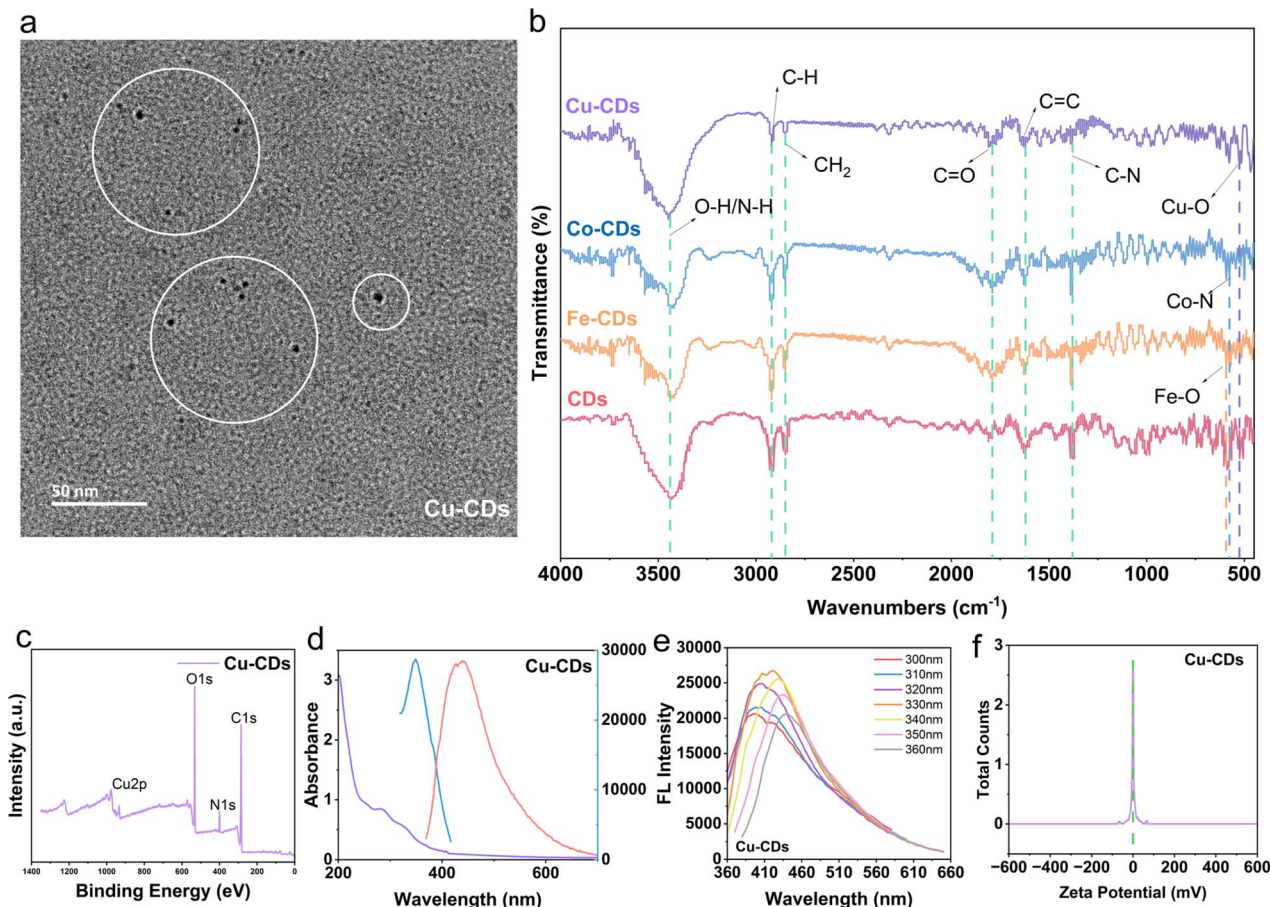 a
50 nm
Cu-CDs
b
Cu-CDs
Co-CDs
Fe-CDs
CDs
C-H
CH₂
O-H/N-H
C=O
C=C
C-N
Cu-O
Co-N
Fe-O
Transmittance (%)
4000 3500 3000 2500 2000 1500 1000 500
Wavenumbers (cm⁻¹)
c
Cu-CDs
O1s
C1s
Cu2p
N1s
Intensity (a.u.)
1400 1200 1000 800 600 400 200 0
Binding Energy (eV)
d
Cu-CDs
Absorbance
3
2
1
0
30000
24000
18000
12000
6000
0
200 400 600
Wavelength (nm)
e
FL Intensity
30000
25000
20000
15000
10000
5000
0
300nm
310nm
320nm
330nm
340nm
350nm
360nm
Cu-CDs
360 410 460 510 560 610 660
Wavelength (nm)
f
Cu-CDs
Total Counts
3
2
1
0
−600 −400 −200 0 200 400 600
Zeta Potential (mV)